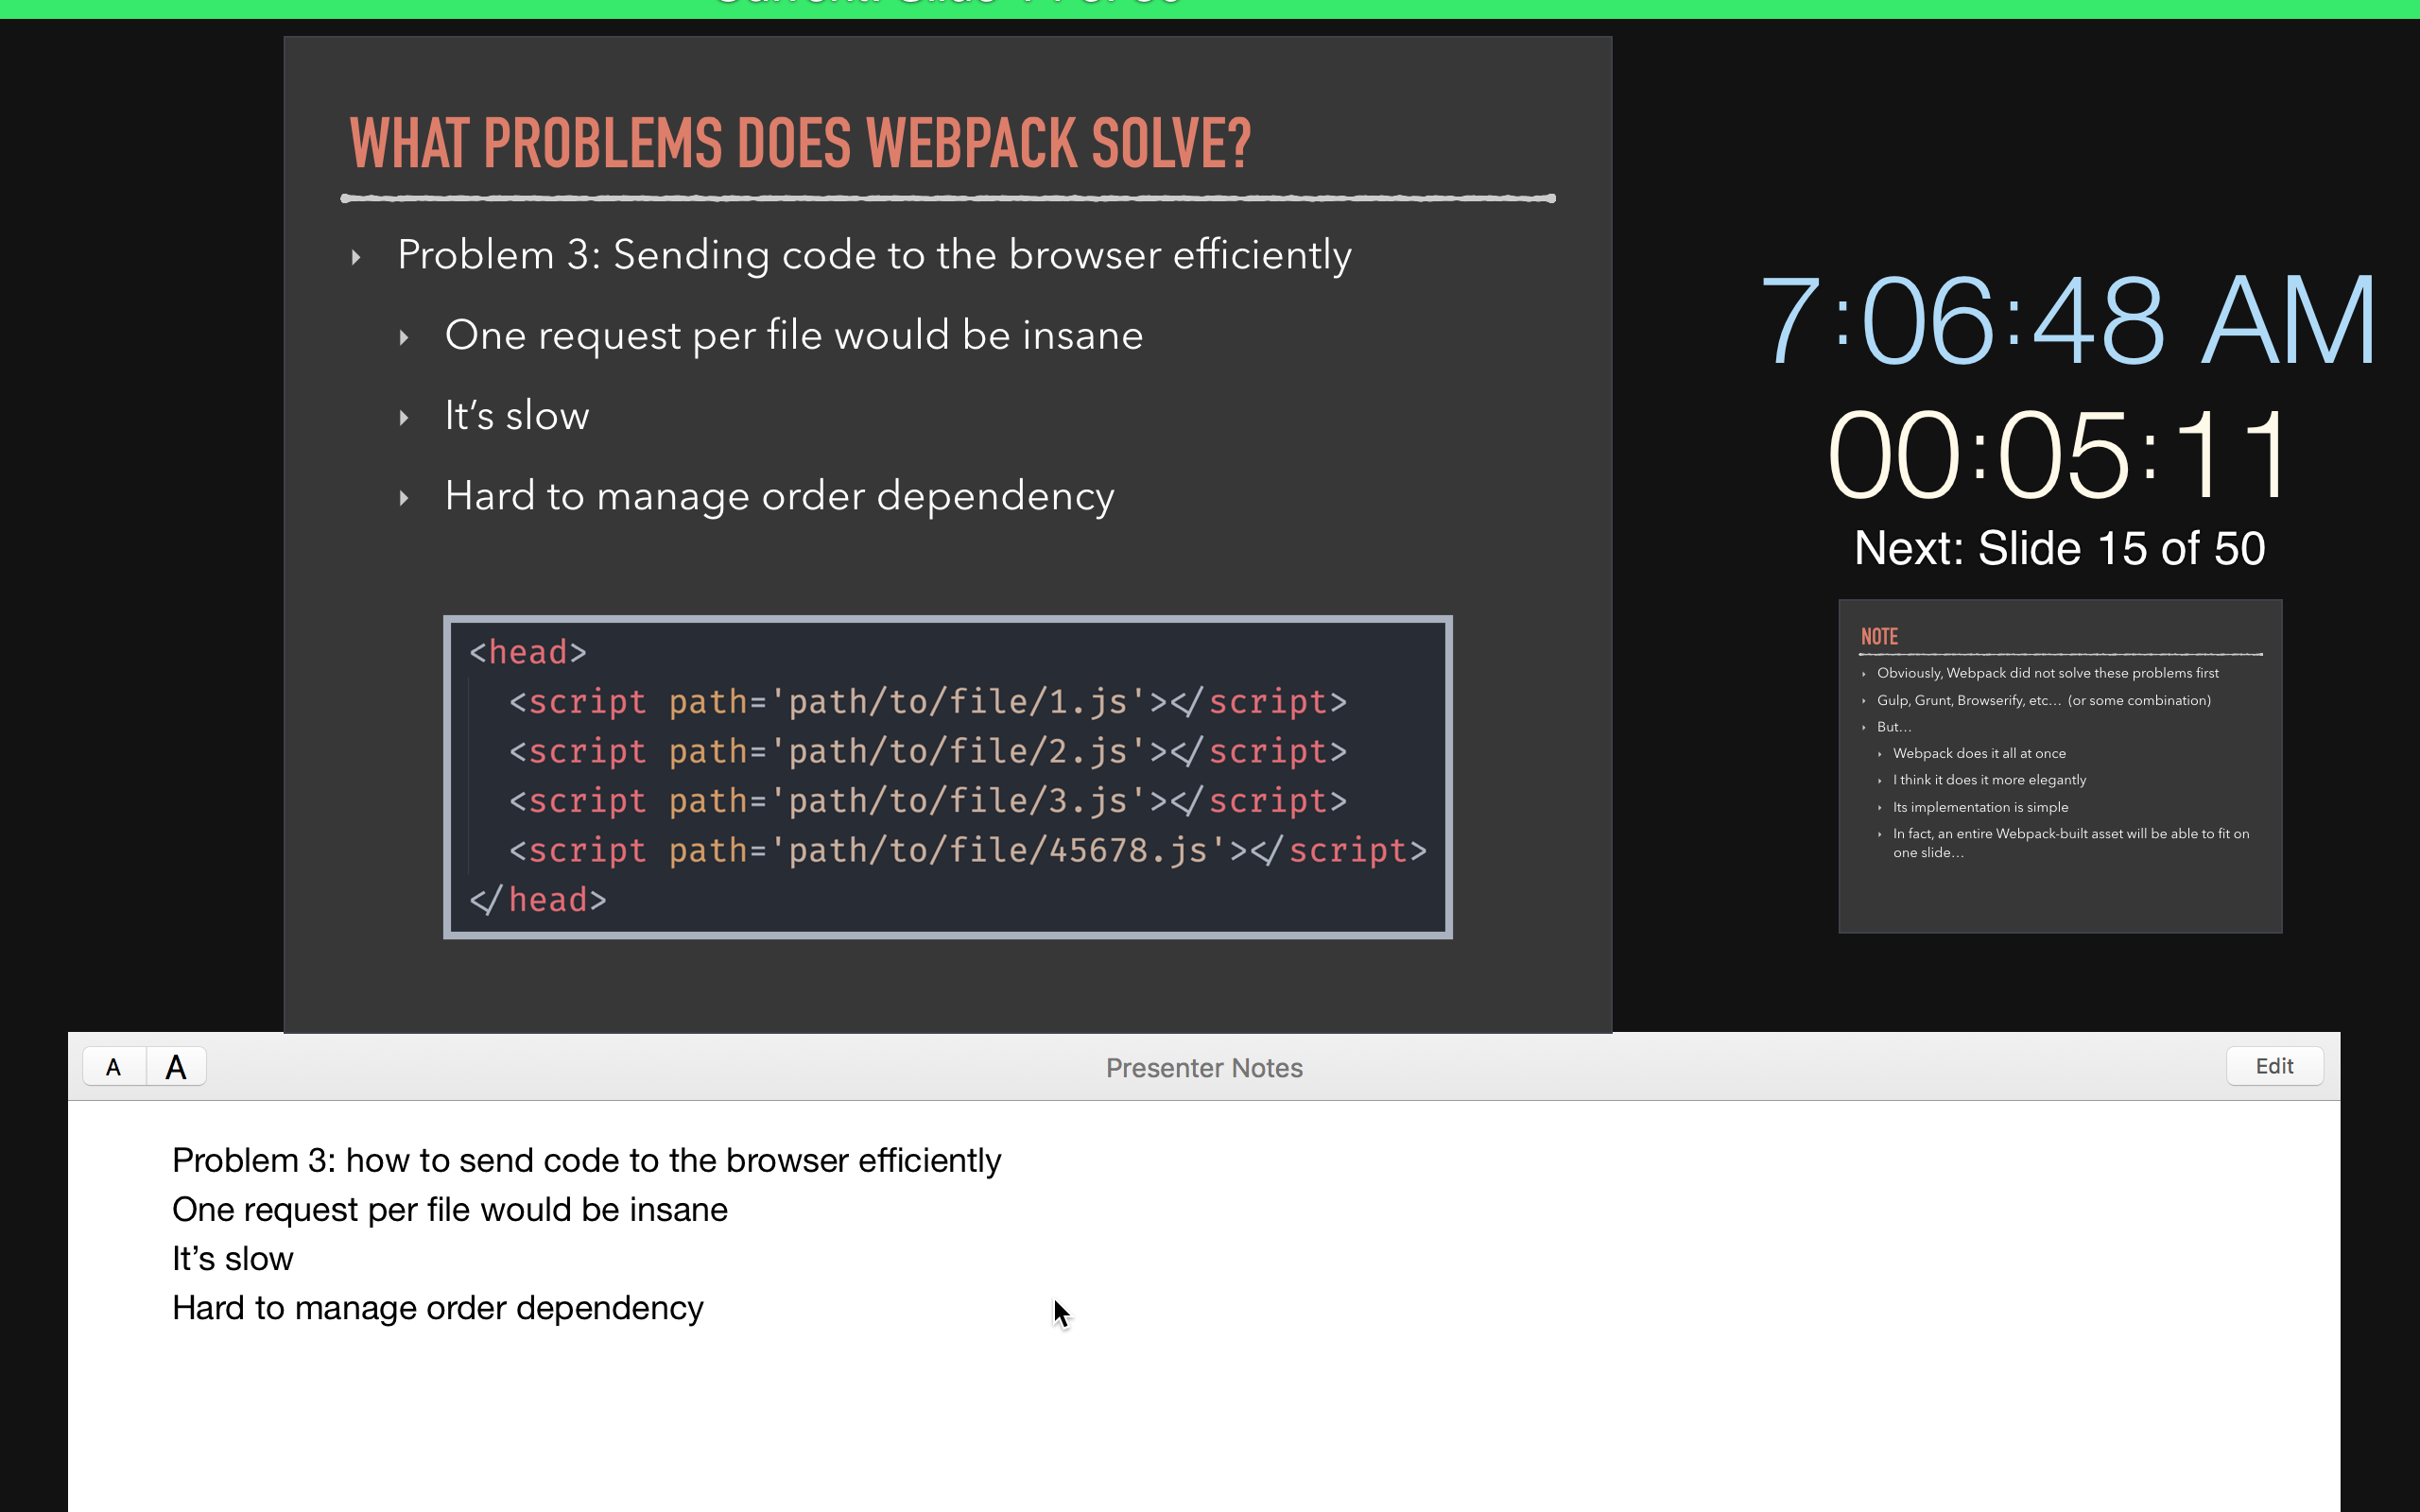 WHAT PROBLEMS DOES WEBPACK SOLVE?
Problem 3: Sending code to the browser efficiently
One request per file would be insane
It’s slow
Hard to manage order dependency
<head>
<script path='path/to/file/1.js'></script>
<script path='path/to/file/2.js'></script>
<script path='path/to/file/3.js'></script>
<script path='path/to/file/45678.js'></script>
</head>
7:06:48 AM
00:05:11
Next: Slide 15 of 50
NOTE
Obviously, Webpack did not solve these problems first
Gulp, Grunt, Browserify, etc… (or some combination)
But…
Webpack does it all at once
I think it does it more elegantly
Its implementation is simple
In fact, an entire Webpack-built asset will be able to fit on
one slide…
A A
Presenter Notes
Edit
Problem 3: how to send code to the browser efficiently
One request per file would be insane
It’s slow
Hard to manage order dependency